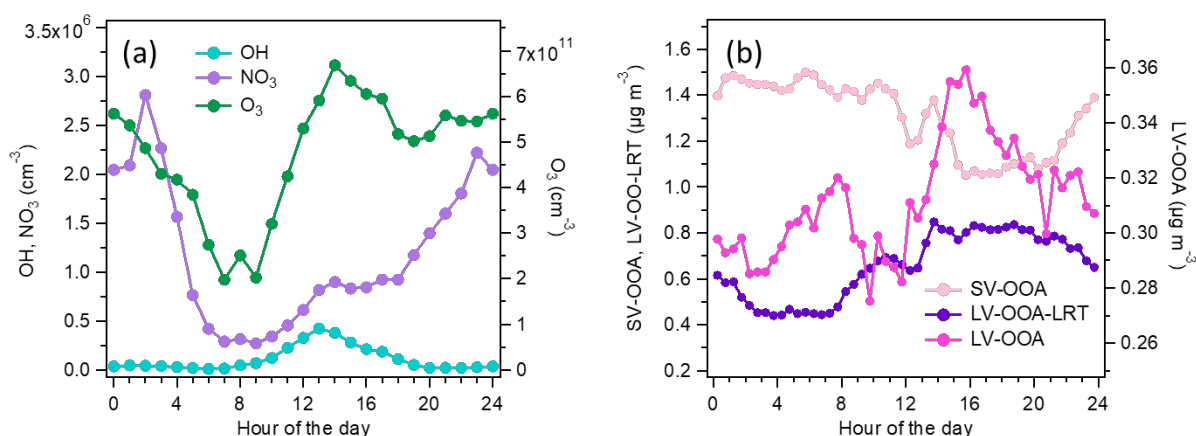 3.5x10⁶
3.0
2.5
2.0
1.5
1.0
0.5
0.0
OH, NO₃ (cm⁻³)
(a)
OH
NO₃
O₃
7x10¹¹
6
5
4
3
2
1
0
O₃ (cm⁻³)
0 4 8 12 16 20 24
Hour of the day
1.6
1.4
1.2
1.0
0.8
0.6
0.4
0.2
SV-OOA, LV-OO-LRT (µg m⁻³)
(b)
SV-OOA
LV-OOA-LRT
LV-OOA
0.36
0.34
0.32
0.30
0.28
0.26
LV-OOA (µg m⁻³)
0 4 8 12 16 20 24
Hour of the day